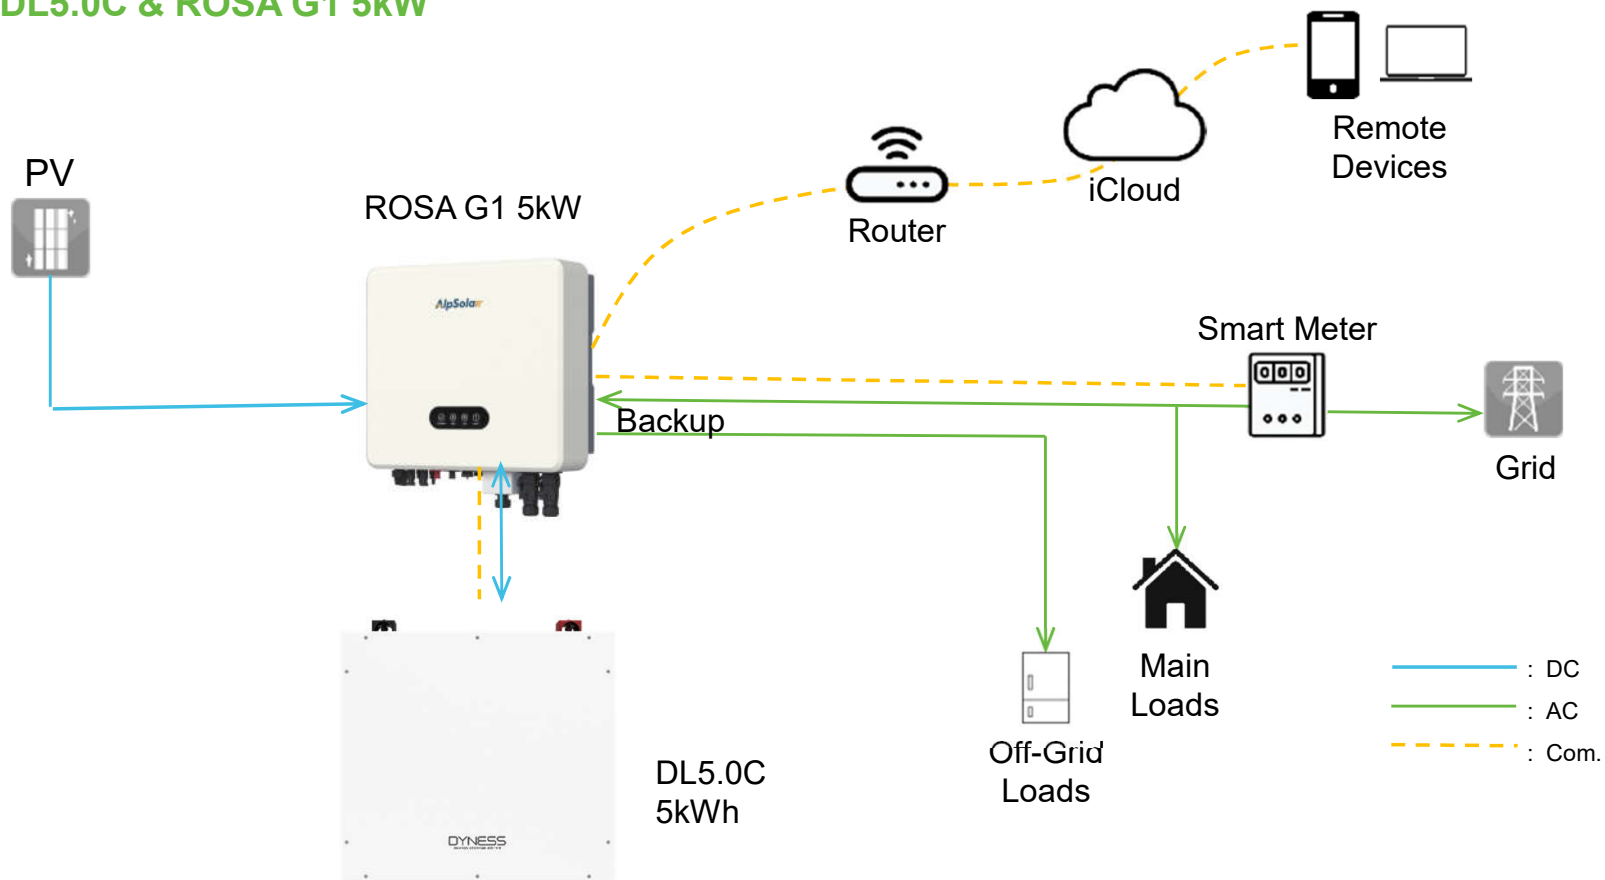 DL5.0C & ROSA G1 5kW
PV
ROSA G1 5kW
AlpSolar
Router
iCloud
Remote
Devices
Smart Meter
000
Backup
Grid
Main
Loads
Off-Grid
Loads
DL5.0C
5kWh
DYNESS
: DC
: AC
: Com.